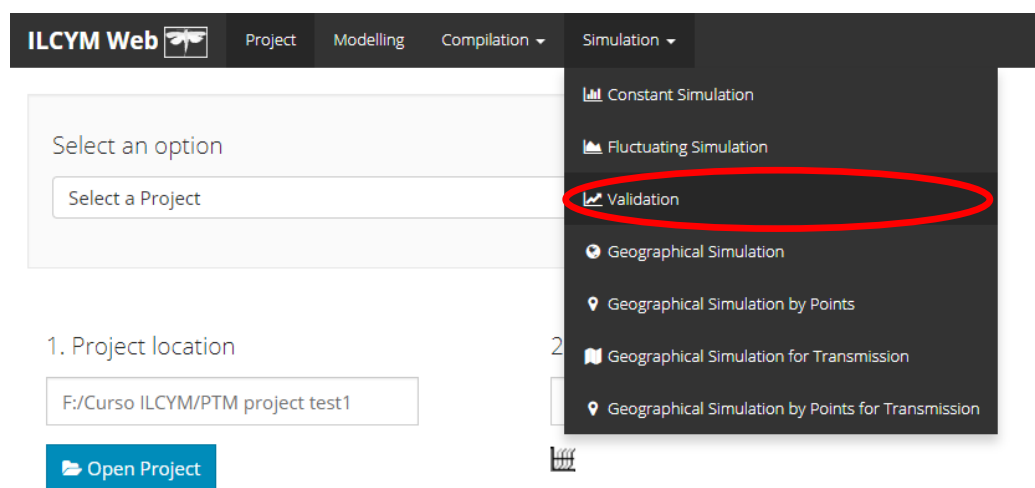 ILCYM Web Project Modelling Compilation Simulation
Constant Simulation
Fluctuating Simulation
Validation
Geographical Simulation
Geographical Simulation by Points
Geographical Simulation for Transmission
Geographical Simulation by Points for Transmission
Select an option
Select a Project
1. Project location
2
F:/Curso ILCYM/PTM project test1
Open Project